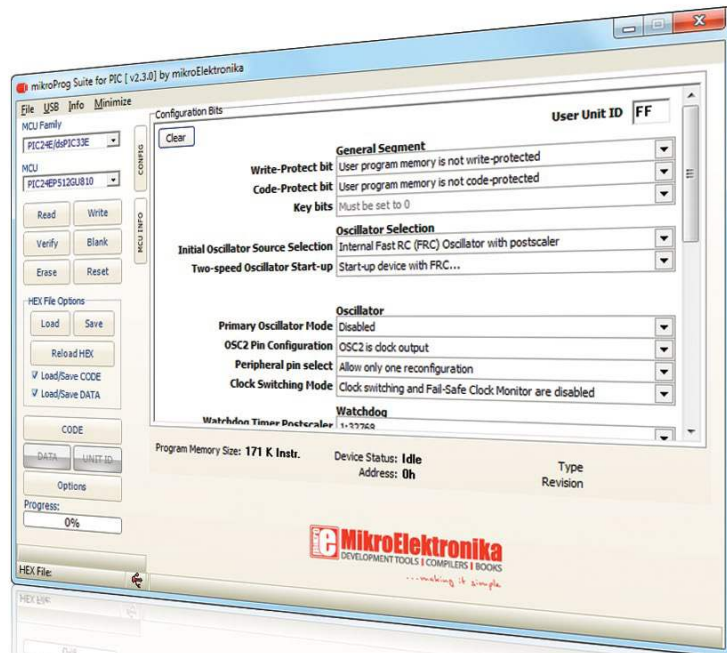 mikroProg Suite for PIC [ v2.3.0] by mikroElektronika
File USB Info Minimize
MCU Family
PIC24E/dsPIC33E
MCU
PIC24EP512GU810
Read Write
Verify Blank
Erase Reset
HEX File Options
Load Save
Reload HEX
Load/Save CODE
Load/Save DATA
CODE
DATA UNIT ID
Options
Progress:
0%
HEX File:
CONFIG
MCU INFO
Configuration Bits
Clear
User Unit ID FF
General Segment
Write-Protect bit User program memory is not write-protected
Code-Protect bit User program memory is not code-protected
Key bits Must be set to 0
Oscillator Selection
Initial Oscillator Source Selection Internal Fast RC (FRC) Oscillator with postscaler
Two-speed Oscillator Start-up Start-up device with FRC...
Oscillator
Primary Oscillator Mode Disabled
OSC2 Pin Configuration OSC2 is clock output
Peripheral pin select Allow only one reconfiguration
Clock Switching Mode Clock switching and Fail-Safe Clock Monitor are disabled
Watchdog
Watchdog Timer Postscaler 1:32768
Program Memory Size: 171 K Instr.
Device Status: Idle
Address: 0h
Type
Revision
mikro e MikroElektronika
DEVELOPMENT TOOLS | COMPILERS | BOOKS
...making it simple